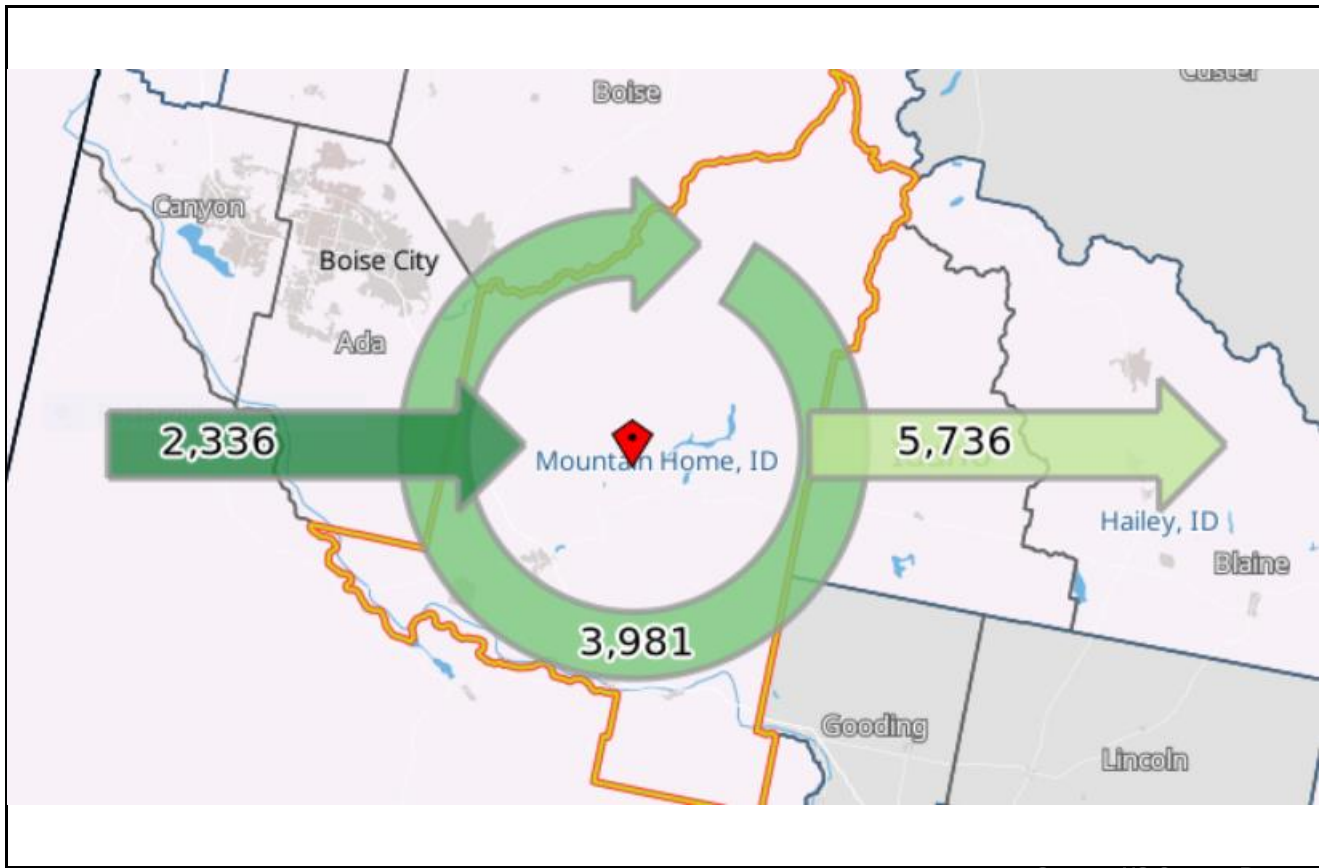 Custer
Boise
Canyon
Boise City
Ada
2,336
Mountain Home, ID
5,736
Hailey, ID
Blaine
3,981
Gooding
Lincoln